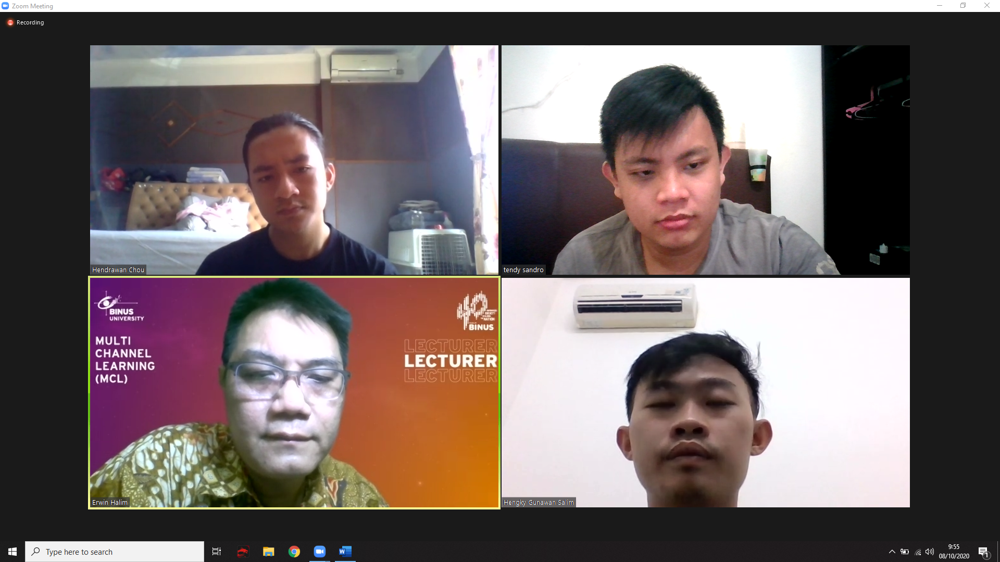 Zoom Meeting
Recording
Hendrawan Chou
tendy sandro
BINUS
UNIVERSITY
MULTI
CHANNEL
LEARNING
(MCL)
NATION
BINUS
LECTURER
LECTURER
LECTURER
Erwin Halim
Hengky Gunawan Salim
Type here to search
W
9:55
08/10/2020
1